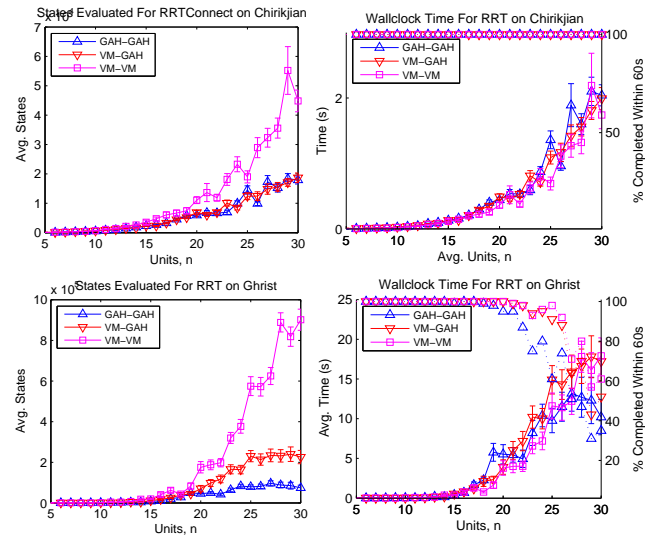 States Evaluated For RRTConnect on Chirikjian
7 x 10
GAH-GAH
VM-GAH
VM-VM
Avg. States
7
6
5
4
3
2
1
0
5 10 15 20 25 30
Units, n
Wallclock Time For RRT on Chirikjian
GAH-GAH
VM-GAH
VM-VM
Time (s)
2
0
100
50
% Completed Within 60s
5 10 15 20 25 30
Avg. Units, n
States Evaluated For RRT on Ghrist
10 x 10
GAH-GAH
VM-GAH
VM-VM
Avg. States
8
6
4
2
0
5 10 15 20 25 30
Units, n
Wallclock Time For RRT on Ghrist
GAH-GAH
VM-GAH
VM-VM
Avg. Time (s)
25
20
15
10
5
0
100
80
60
40
20
% Completed Within 60s
5 10 15 20 25 30
Units, n